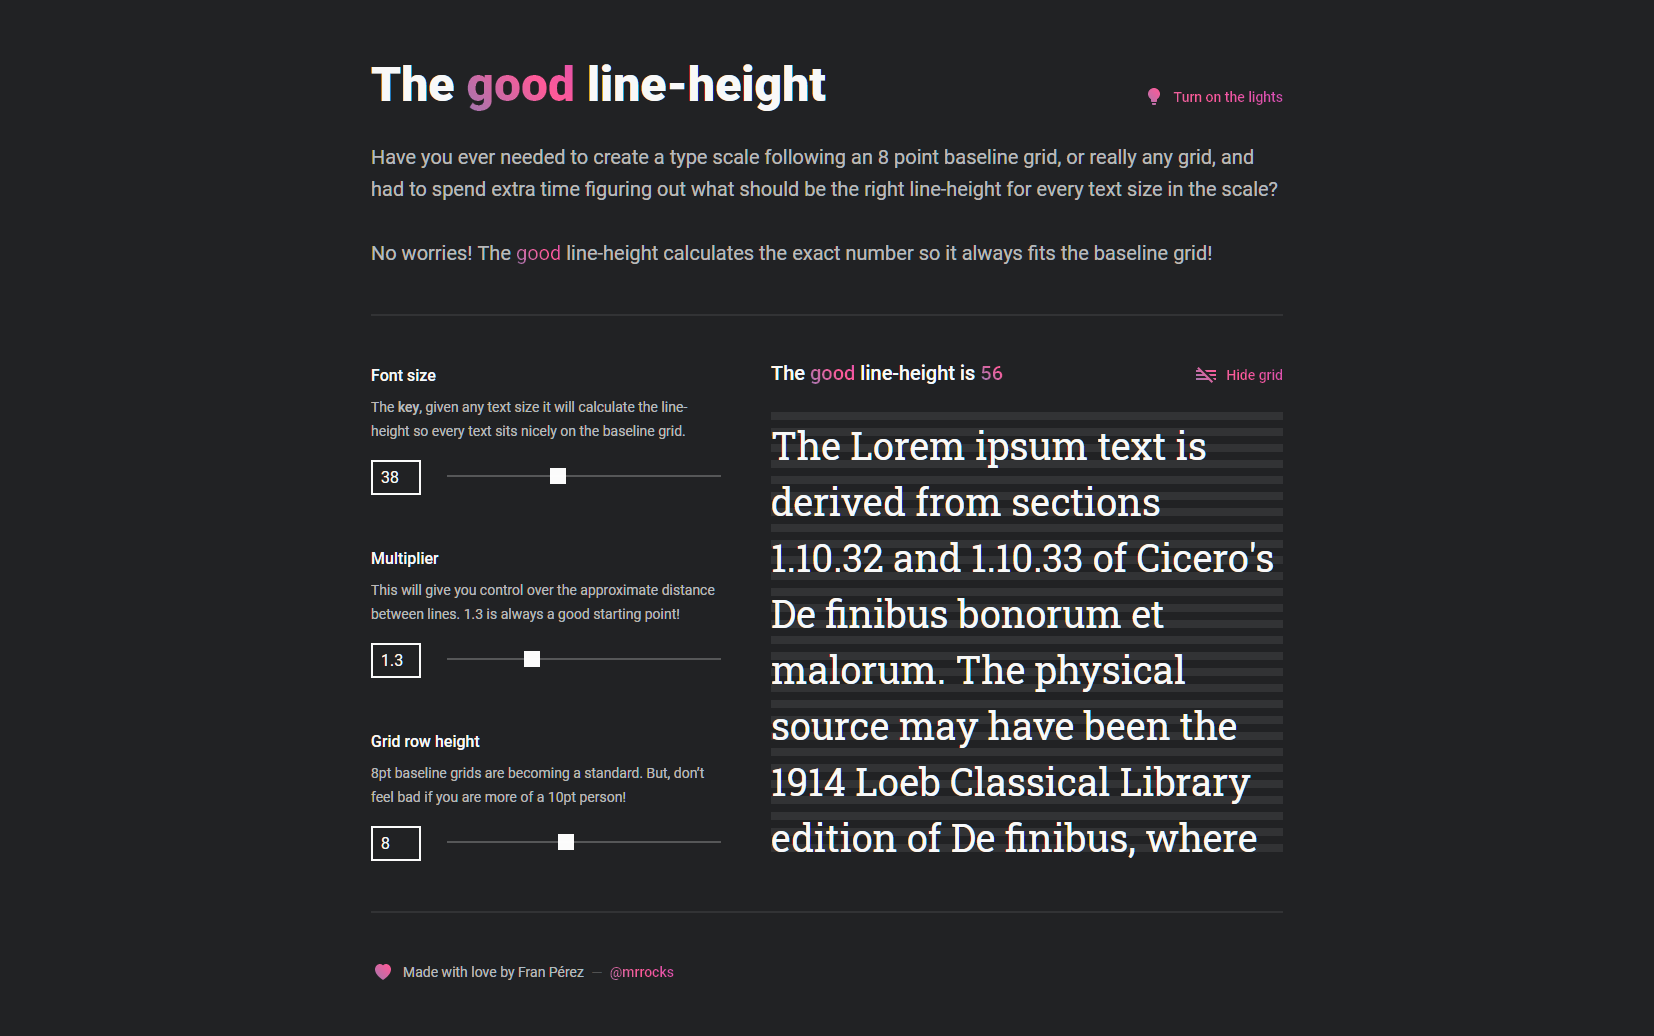 The good line-height
Turn on the lights
Have you ever needed to create a type scale following an 8 point baseline grid, or really any grid, and
had to spend extra time figuring out what should be the right line-height for every text size in the scale?
No worries! The good line-height calculates the exact number so it always fits the baseline grid!
Font size
The key, given any text size it will calculate the line-
height so every text sits nicely on the baseline grid.
38
Multiplier
This will give you control over the approximate distance
between lines. 1.3 is always a good starting point!
1.3
Grid row height
8pt baseline grids are becoming a standard. But, don’t
feel bad if you are more of a 10pt person!
8
The good line-height is 56
Hide grid
The Lorem ipsum text is
derived from sections
1.10.32 and 1.10.33 of Cicero's
De finibus bonorum et
malorum. The physical
source may have been the
1914 Loeb Classical Library
edition of De finibus, where
Made with love by Fran Pérez — @mrrocks